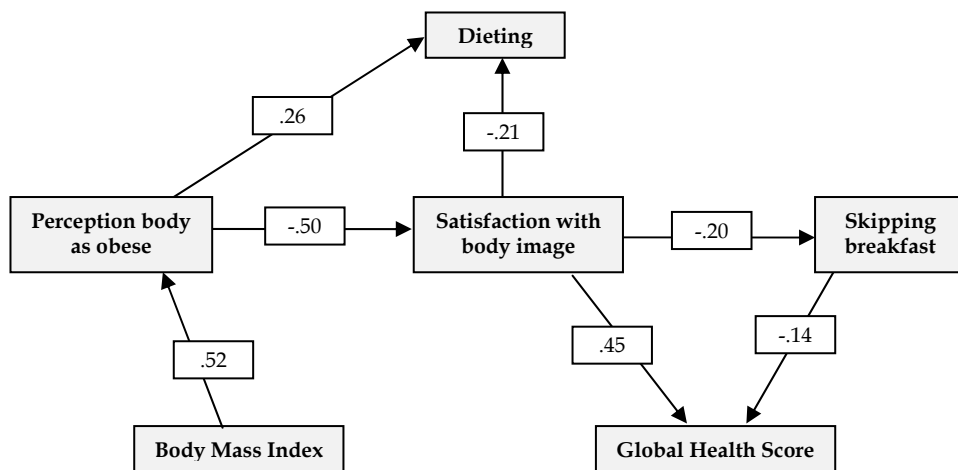 Dieting
.26
-.21
Perception body
as obese
-.50
Satisfaction with
body image
-.20
Skipping
breakfast
.52
.45
-.14
Body Mass Index
Global Health Score